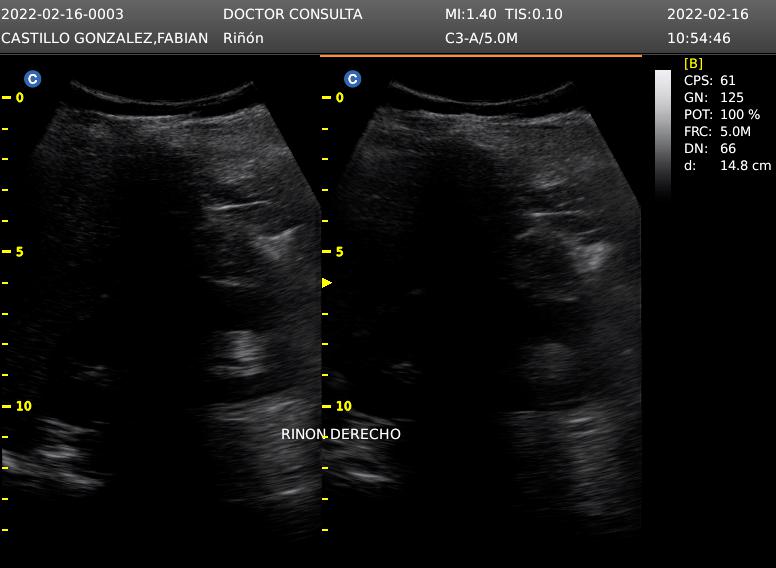 2022-02-16-0003 DOCTOR CONSULTA MI:1.40 TIS:0.10 2022-02-16
CASTILLO GONZALEZ,FABIAN Riñón C3-A/5.0M 10:54:46
C C
[B]
0 0
CPS: 61
GN: 125
POT: 100 %
FRC: 5.0M
DN: 66
d: 14.8 cm
5 5
10 10
RINON DERECHO